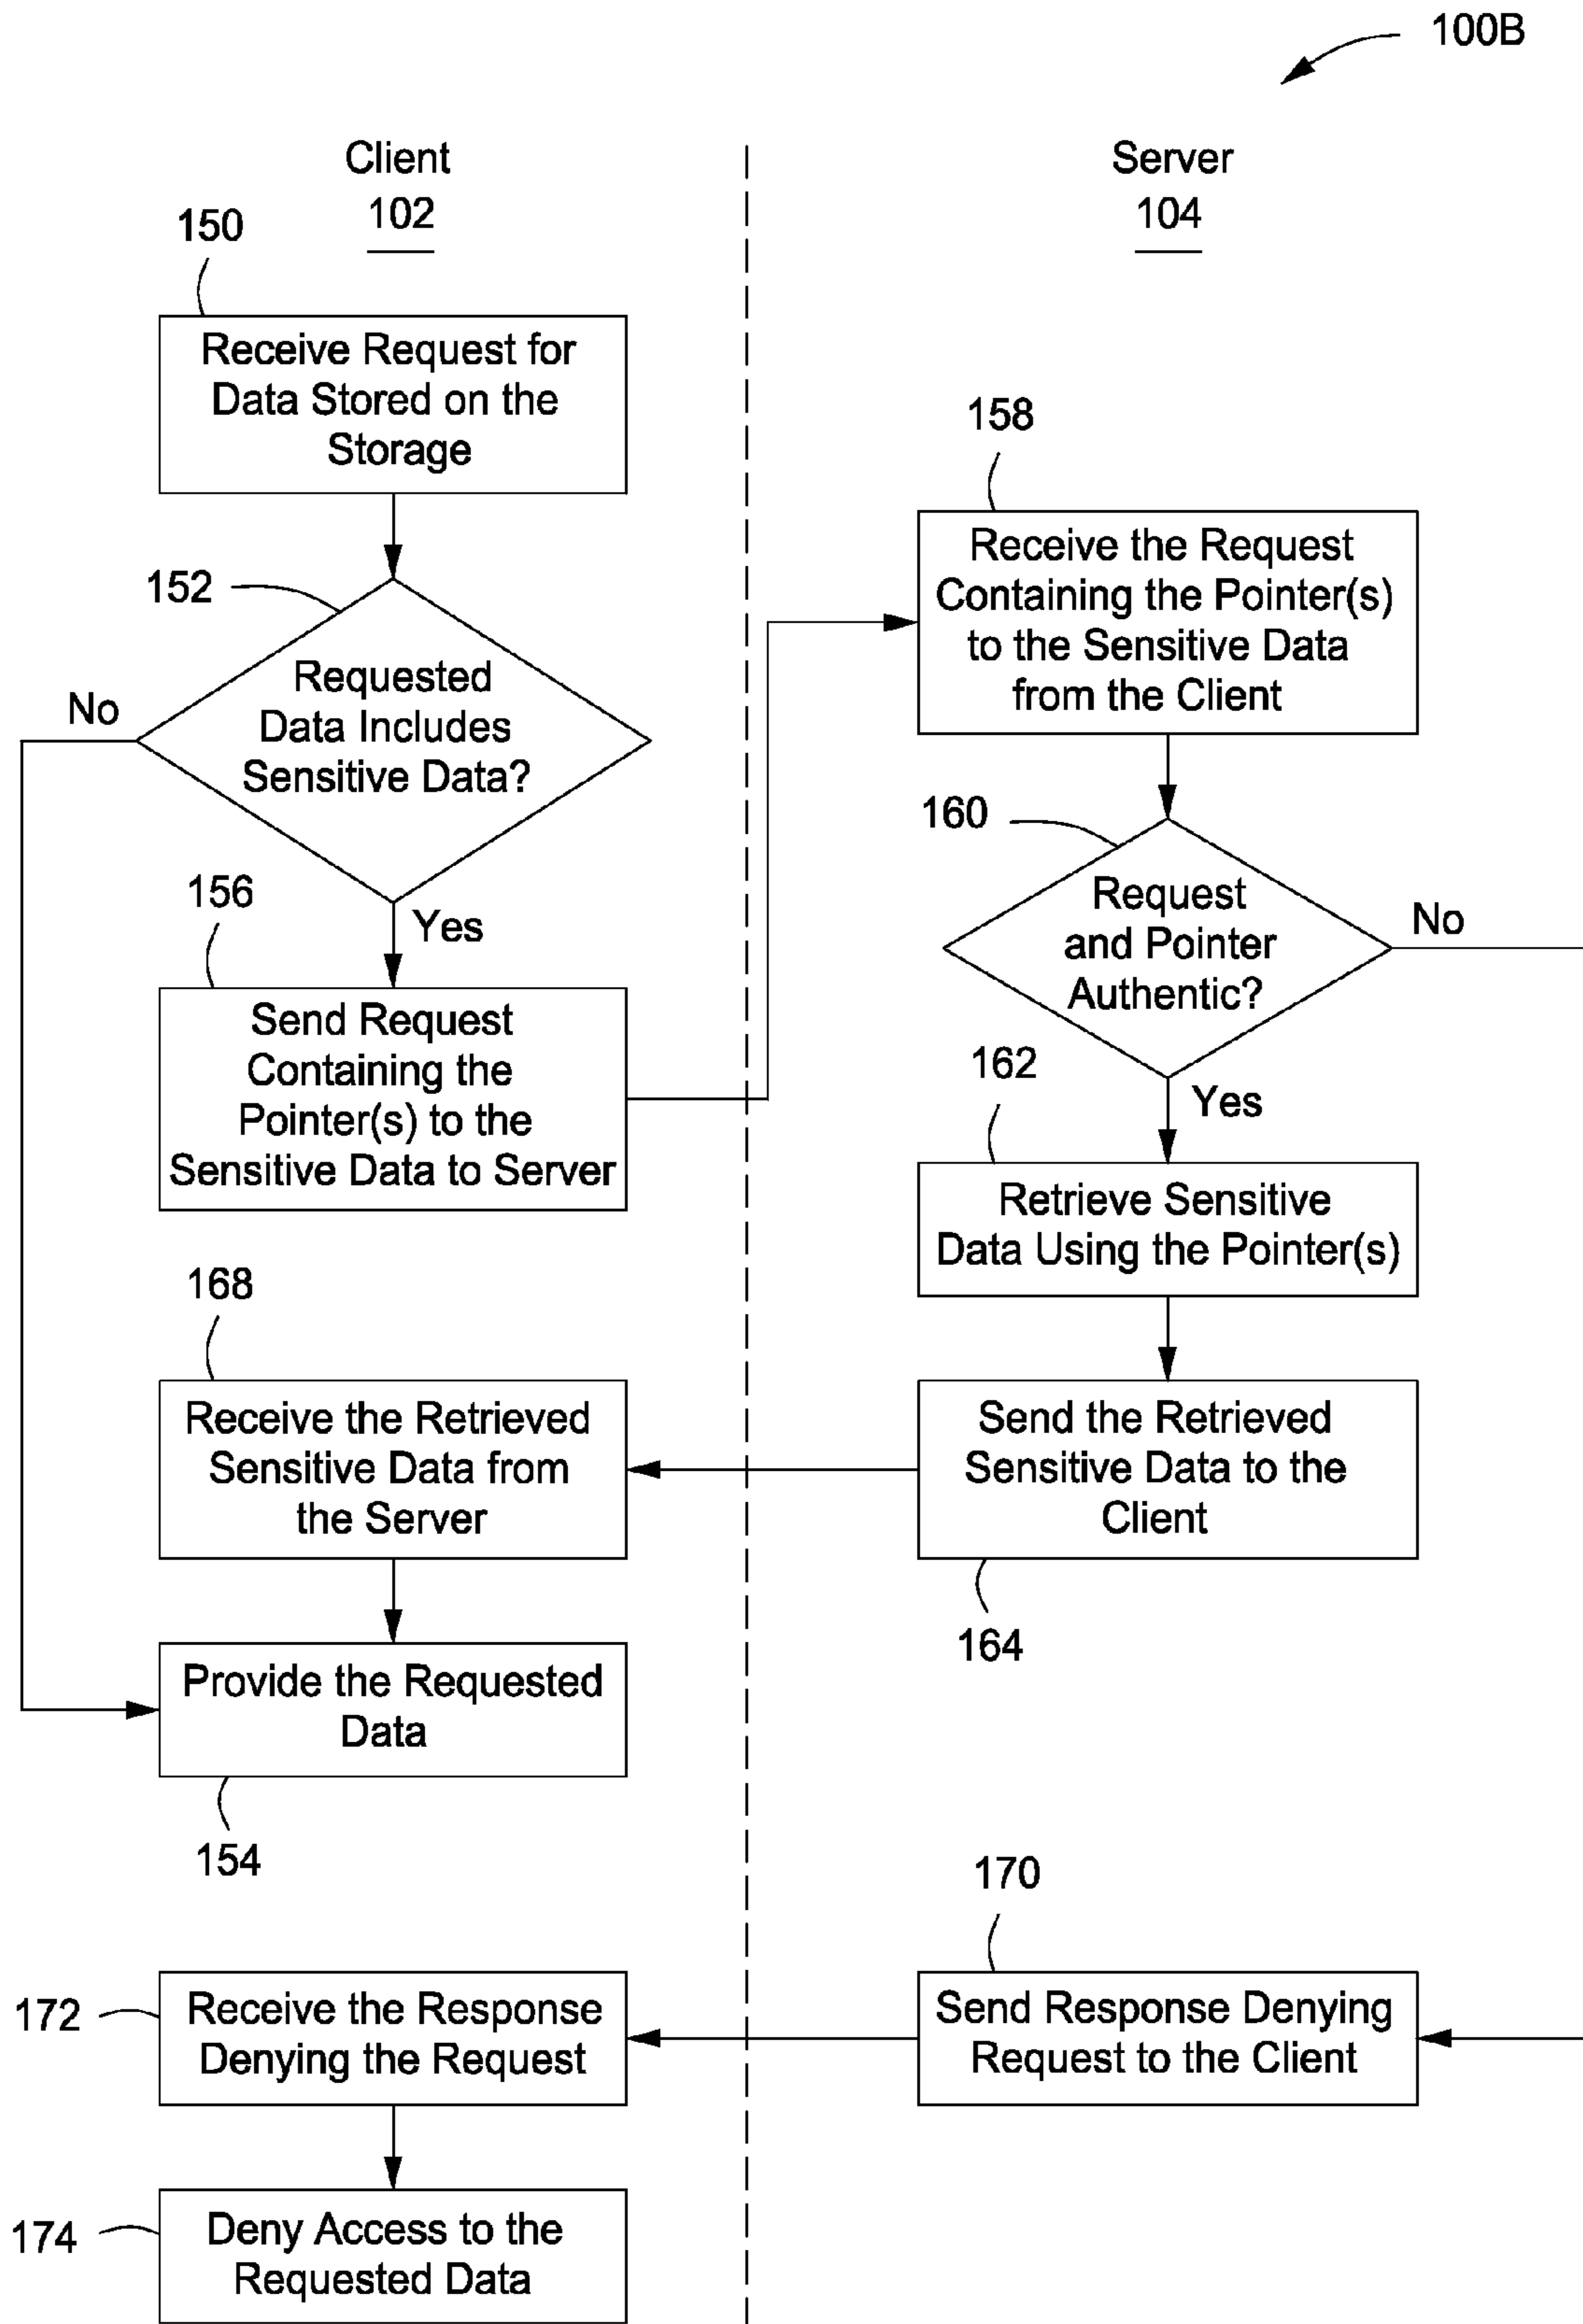 100B
Client
102
Server
104
150
Receive Request for
Data Stored on the
Storage
152
Requested
Data Includes
Sensitive Data?
No
Yes
156
Send Request
Containing the
Pointer(s) to the
Sensitive Data to Server
158
Receive the Request
Containing the Pointer(s)
to the Sensitive Data
from the Client
160
Request
and Pointer
Authentic?
No
Yes
162
Retrieve Sensitive
Data Using the Pointer(s)
Send the Retrieved
Sensitive Data to the
Client
164
168
Receive the Retrieved
Sensitive Data from
the Server
Provide the Requested
Data
154
170
Send Response Denying
Request to the Client
172
Receive the Response
Denying the Request
174
Deny Access to the
Requested Data